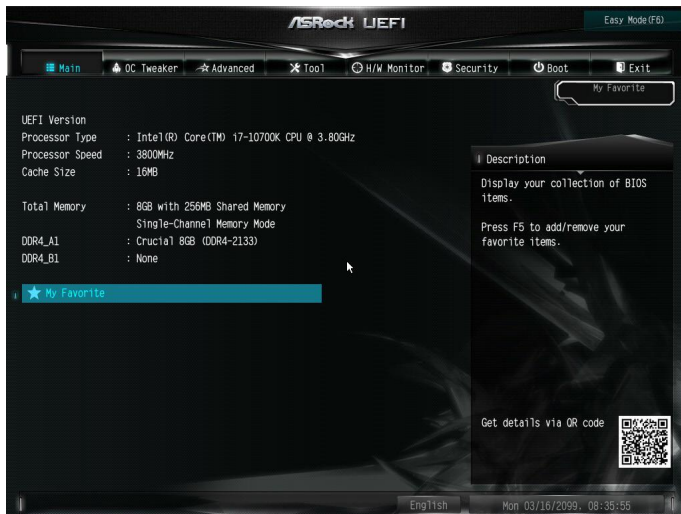 ASRock UEFI
Easy Mode(F6)
Main
OC Tweaker
Advanced
Tool
H/W Monitor
Security
Boot
Exit
My Favorite
UEFI Version
Processor Type : Intel(R) Core(TM) i7-10700K CPU @ 3.80GHz
Processor Speed : 3800MHz
Cache Size : 16MB
Total Memory : 8GB with 256MB Shared Memory
Single-Channel Memory Mode
DDR4_A1 : Crucial 8GB (DDR4-2133)
DDR4_B1 : None
My Favorite
Description
Display your collection of BIOS
items.
Press F5 to add/remove your
favorite items.
Get details via QR code
English
Mon 03/16/2099. 08:35:55